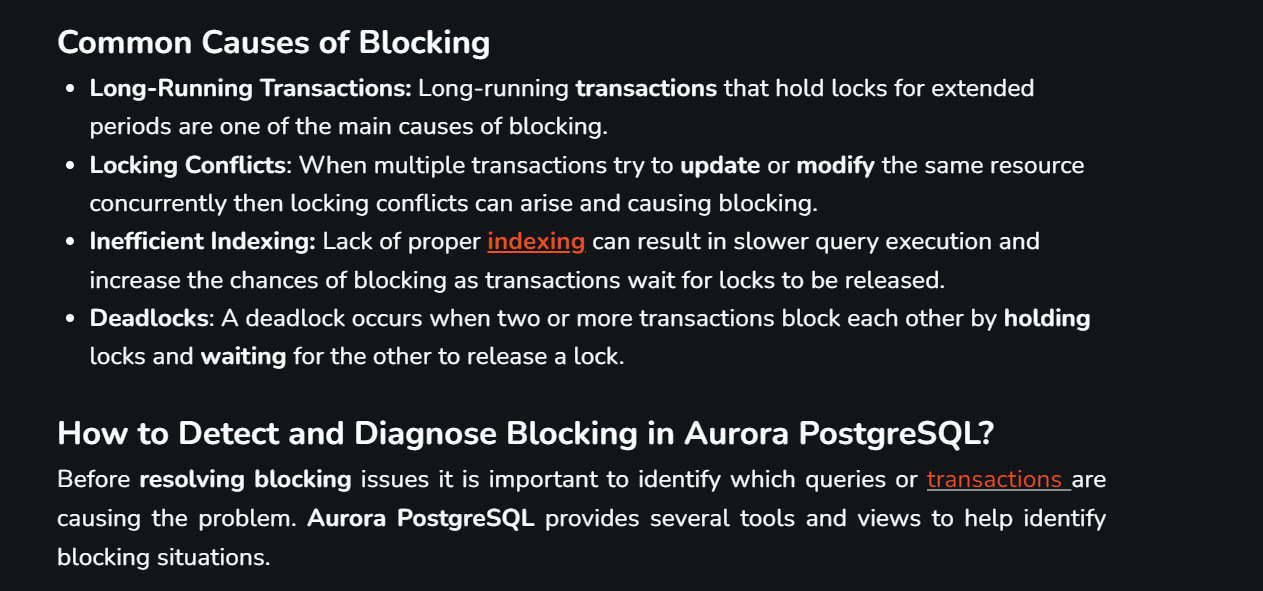 Common Causes of Blocking
Long-Running Transactions: Long-running transactions that hold locks for extended
periods are one of the main causes of blocking.
Locking Conflicts: When multiple transactions try to update or modify the same resource
concurrently then locking conflicts can arise and causing blocking.
Inefficient Indexing: Lack of proper indexing can result in slower query execution and
increase the chances of blocking as transactions wait for locks to be released.
Deadlocks: A deadlock occurs when two or more transactions block each other by holding
locks and waiting for the other to release a lock.
How to Detect and Diagnose Blocking in Aurora PostgreSQL?
Before resolving blocking issues it is important to identify which queries or transactions are
causing the problem. Aurora PostgreSQL provides several tools and views to help identify
blocking situations.